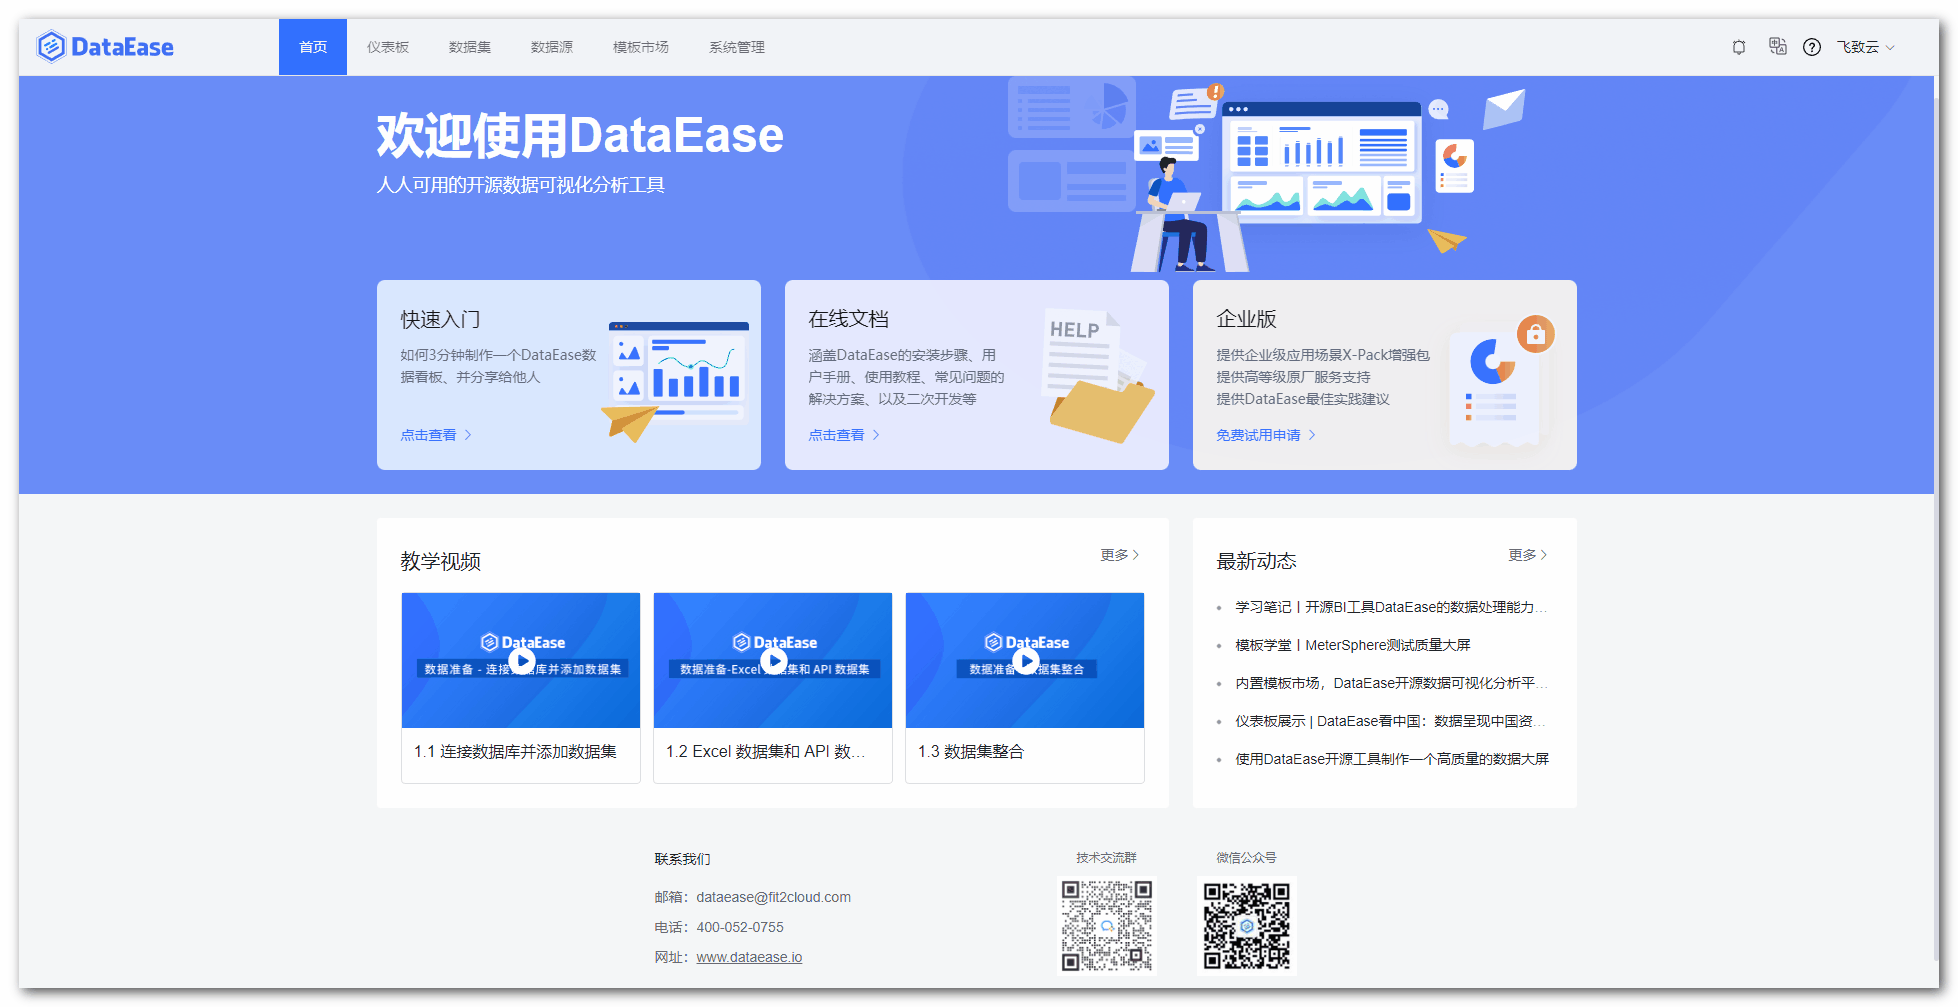 DataEase
首页
仪表板
数据集
数据源
模板市场
系统管理
飞致云
欢迎使用DataEase
人人可用的开源数据可视化分析工具
快速入门
如何3分钟制作一个DataEase数
据看板、并分享给他人
点击查看
在线文档
涵盖DataEase的安装步骤、用
户手册、使用教程、常见问题的
解决方案、以及二次开发等
点击查看
HELP
企业版
提供企业级应用场景X-Pack增强包
提供高等级原厂服务支持
提供DataEase最佳实践建议
免费试用申请
教学视频
更多
DataEase
数据准备 - 连接数据库并添加数据集
1.1 连接数据库并添加数据集
DataEase
数据准备-Excel 数据集和 API 数据集
1.2 Excel 数据集和 API 数…
DataEase
数据准备-数据集整合
1.3 数据集整合
最新动态
更多
学习笔记丨开源BI工具DataEase的数据处理能力…
模板学堂丨MeterSphere测试质量大屏
内置模板市场，DataEase开源数据可视化分析平…
仪表板展示 | DataEase看中国：数据呈现中国资…
使用DataEase开源工具制作一个高质量的数据大屏
联系我们
邮箱：dataease@fit2cloud.com
电话：400-052-0755
网址：www.dataease.io
技术交流群
微信公众号